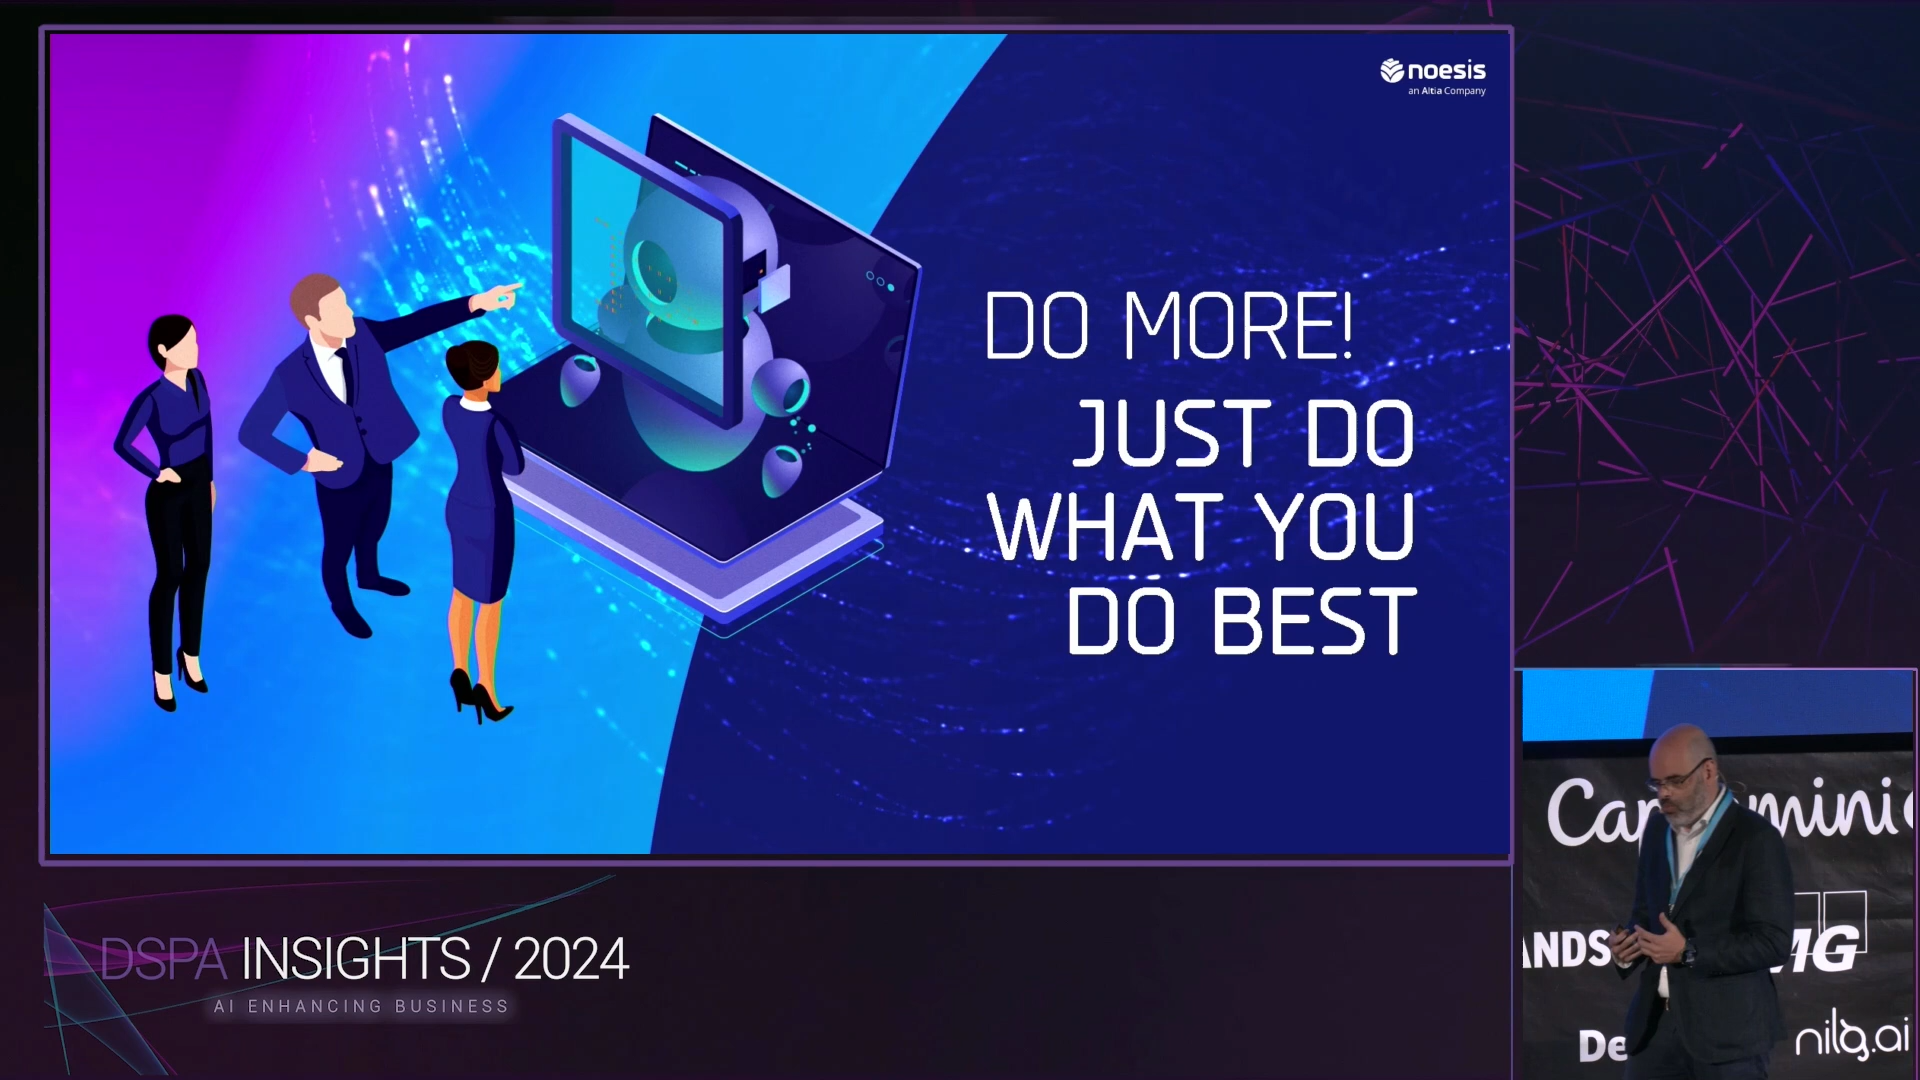 noesis
an Altia Company
DO MORE!
JUST DO
WHAT YOU
DO BEST
DSPA INSIGHTS / 2024
AI ENHANCING BUSINESS
nilg.ai